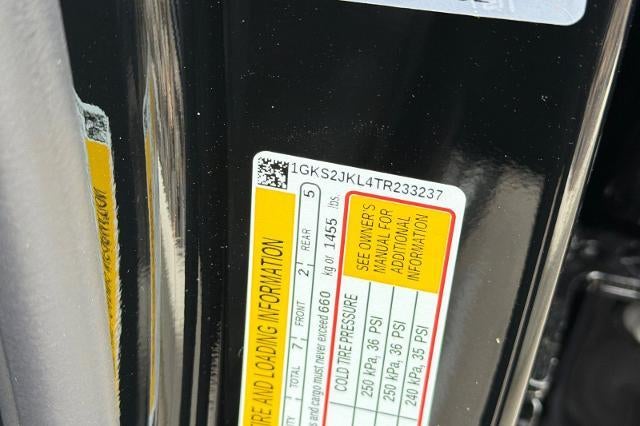 1GKS2JKL4TR233237
TIRE AND LOADING INFORMATION
TOTAL 7 FRONT 2 REAR 5
and cargo must never exceed 660 kg or 1455 lbs.
COLD TIRE PRESSURE
250 kPa, 36 PSI
250 kPa, 36 PSI
240 kPa, 35 PSI
SEE OWNER'S
MANUAL FOR
ADDITIONAL
INFORMATION